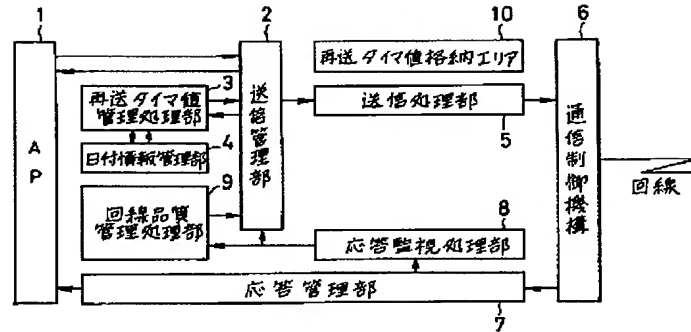 1
2
10
6
再送タイマ値格納エリア
3
再送タイマ値
管理処理部
送信管理部
送信処理部
5
4
日付情報管理部
AP
9
回線品質
管理処理部
8
応答監視処理部
通信制御機構
回線
応答管理部
7